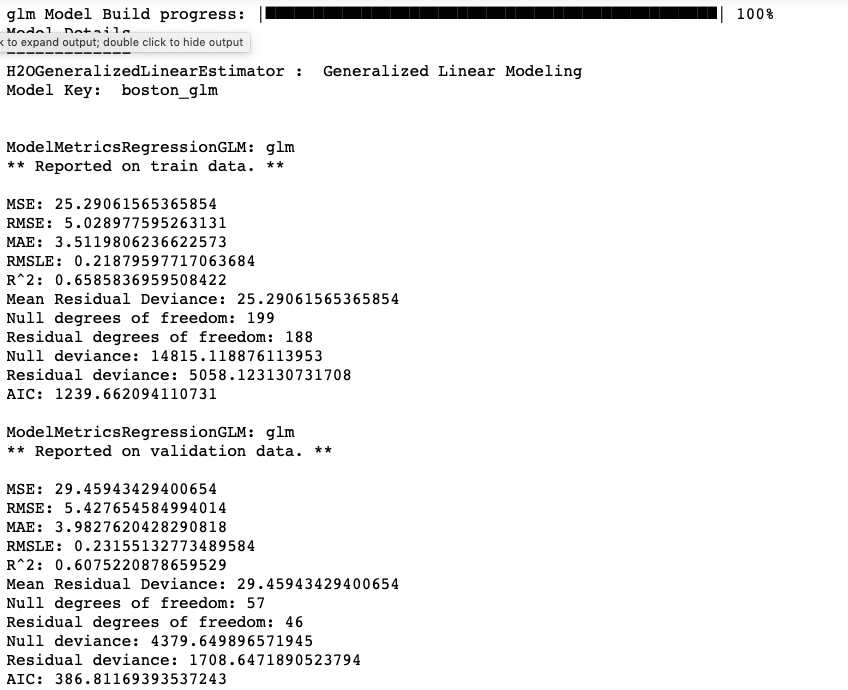 glm Model Build progress: | | 100%
Model Details
to expand output; double click to hide output
=============
H2OGeneralizedLinearEstimator :  Generalized Linear Modeling
Model Key:  boston_glm
ModelMetricsRegressionGLM: glm
** Reported on train data. **
MSE: 25.29061565365854
RMSE: 5.028977595263131
MAE: 3.5119806236622573
RMSLE: 0.21879597717063684
R^2: 0.6585836959508422
Mean Residual Deviance: 25.29061565365854
Null degrees of freedom: 199
Residual degrees of freedom: 188
Null deviance: 14815.118876113953
Residual deviance: 5058.123130731708
AIC: 1239.662094110731
ModelMetricsRegressionGLM: glm
** Reported on validation data. **
MSE: 29.45943429400654
RMSE: 5.427654584994014
MAE: 3.9827620428290818
RMSLE: 0.23155132773489584
R^2: 0.6075220878659529
Mean Residual Deviance: 29.45943429400654
Null degrees of freedom: 57
Residual degrees of freedom: 46
Null deviance: 4379.649896571945
Residual deviance: 1708.6471890523794
AIC: 386.81169393537243